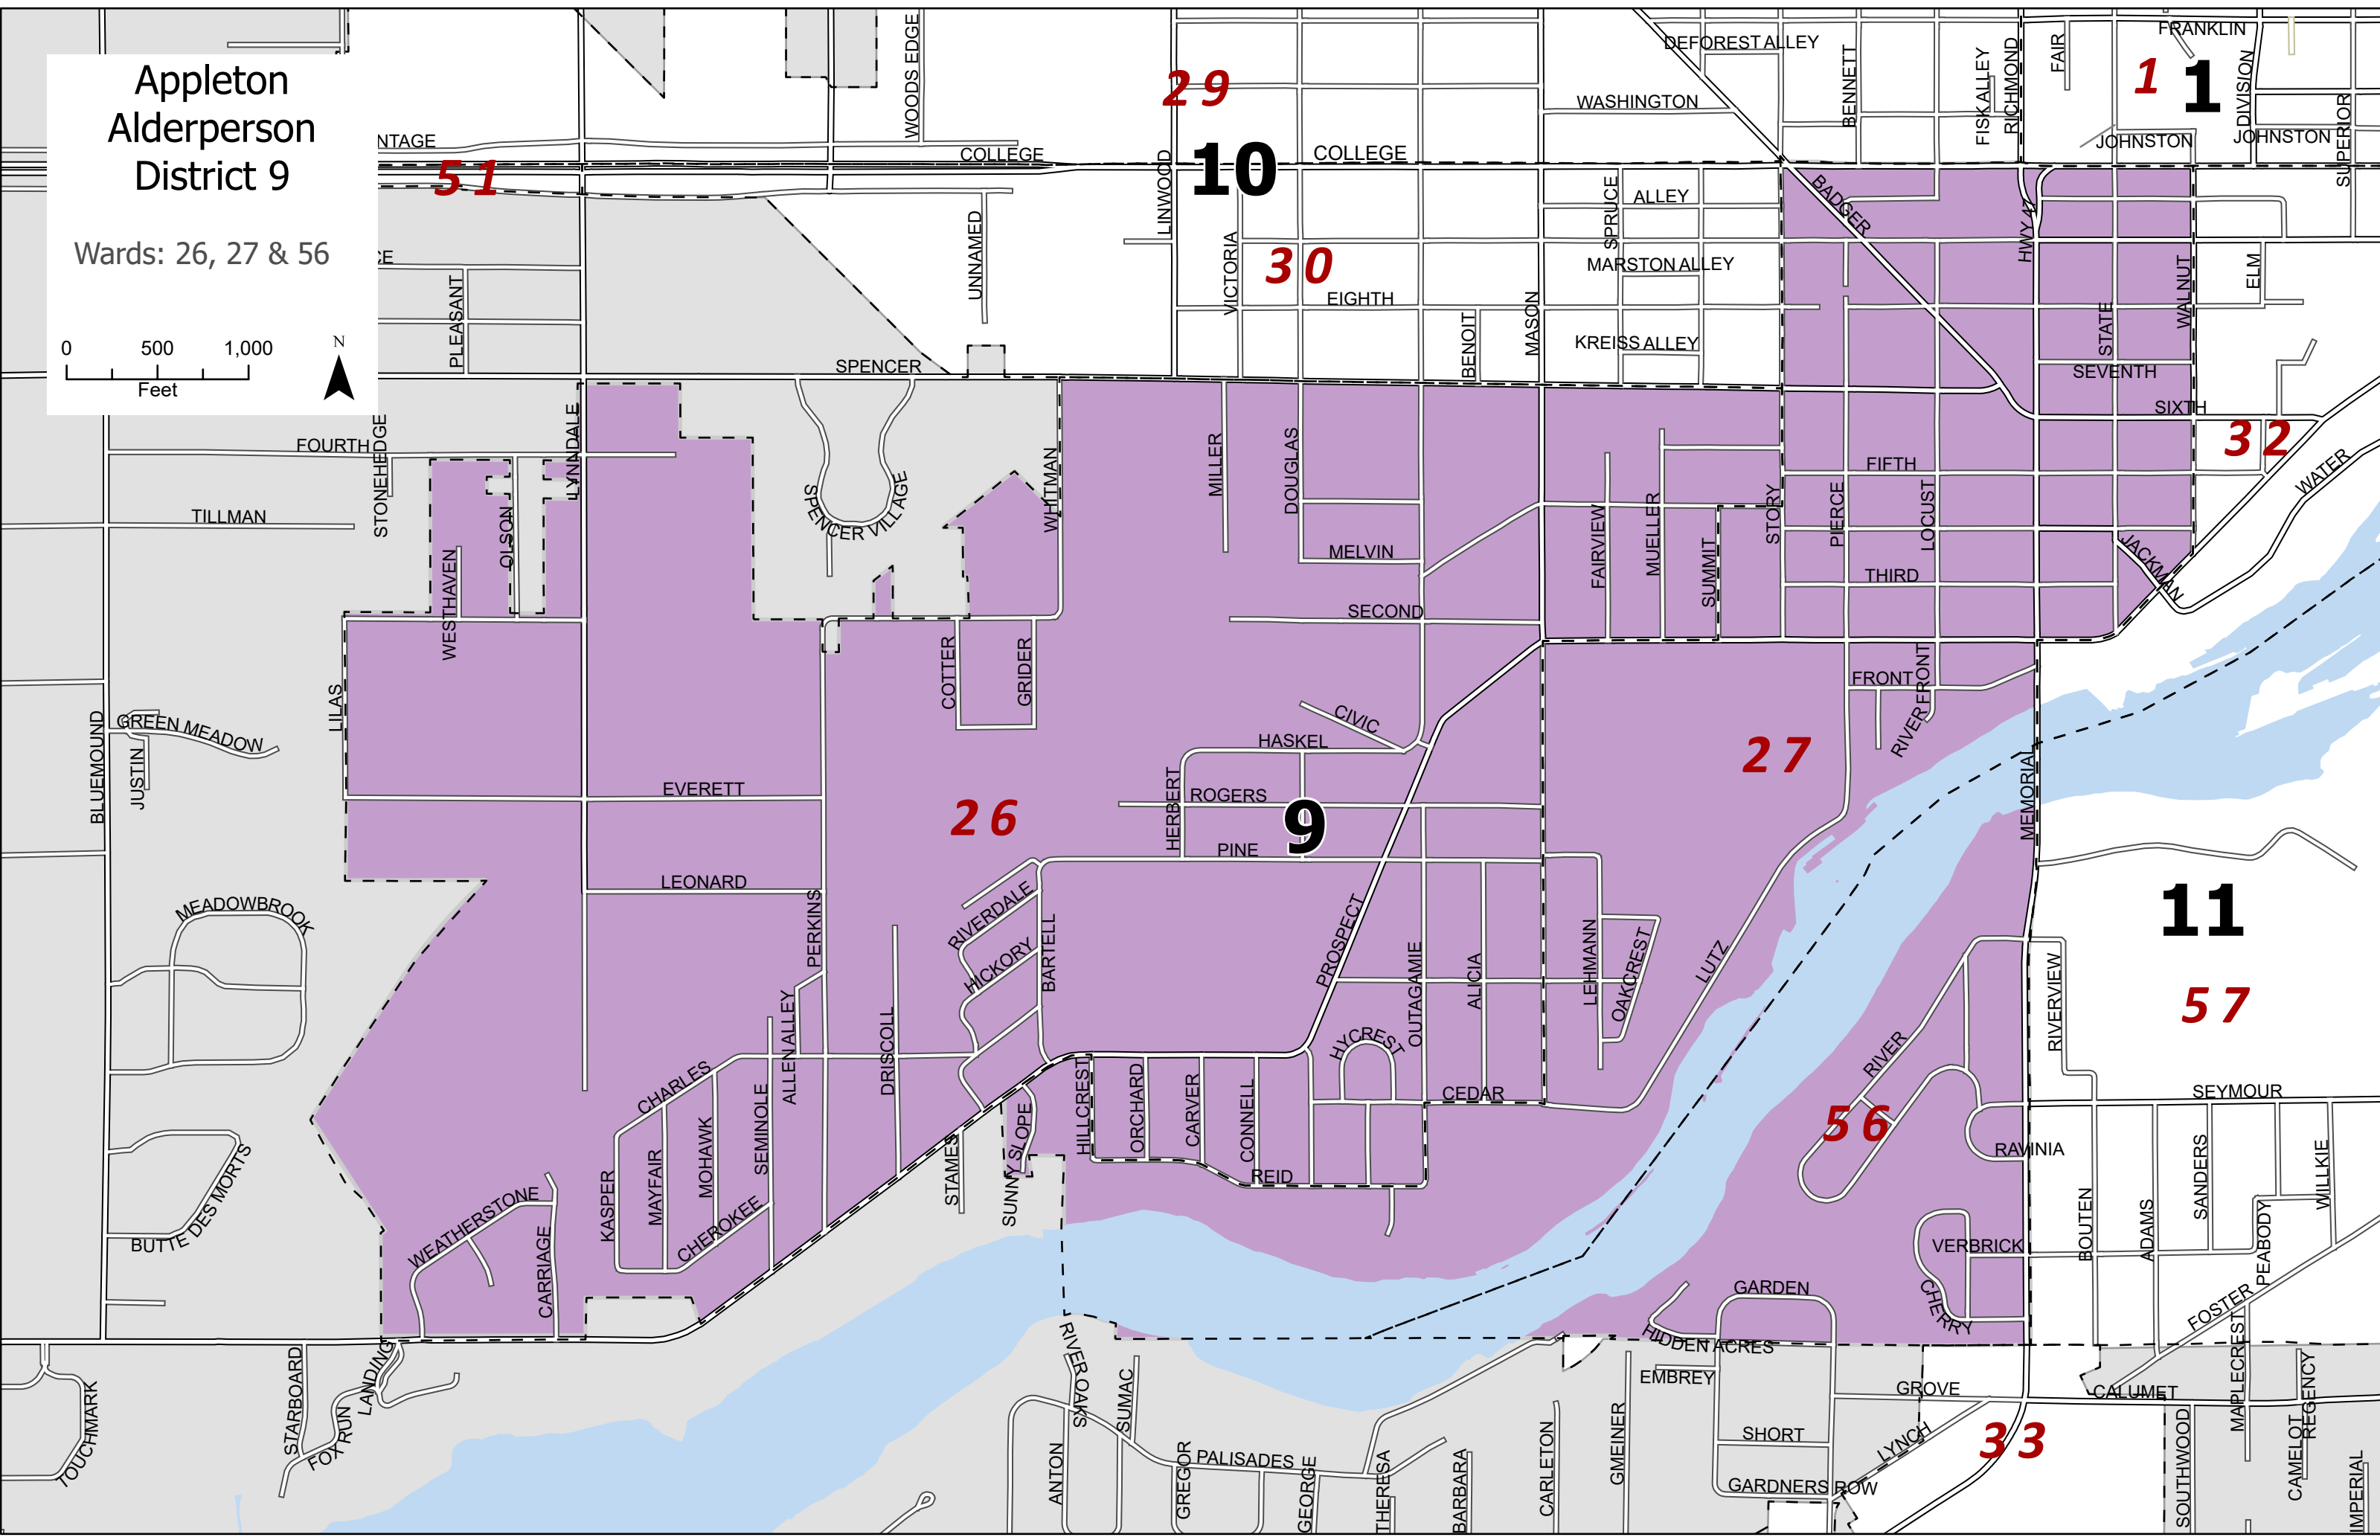 Appleton
Alderperson
District 9
Wards: 26, 27 & 56
0 500 1,000
Feet
N
WOODS EDGE
DEFOREST ALLEY
BENNETT
FISK ALLEY
RICHMOND
FAIR
FRANKLIN
DIVISION
SUPERIOR
WASHINGTON
29
1
1
NTAGE
COLLEGE
COLLEGE
JOHNSTON
JOHNSTON
51
10
LINWOOD
BADGER
SPRUCE
ALLEY
UNNAMED
VICTORIA
HWY 47
CE
PLEASANT
30
MARSTON ALLEY
EIGHTH
BENOIT
MASON
KREISS ALLEY
STATE
WALNUT
ELM
SPENCER
SEVENTH
SIXTH
32
WATER
FOURTH
STONEHEDGE
LYNNDALE
TILLMAN
OLSON
WESTHAVEN
SPENCER VILLAGE
WHITMAN
MILLER
DOUGLAS
MELVIN
SECOND
FAIRVIEW
MUELLER
SUMMIT
STORY
PIERCE
LOCUST
FIFTH
THIRD
JACKMAN
LILAS
COTTER
GRIDER
FRONT
RIVER FRONT
BLUEMOUND
GREEN MEADOW
JUSTIN
CIVIC
HASKEL
27
MEMORIAL
EVERETT
26
HERBERT
ROGERS
9
PINE
LEONARD
MEADOWBROOK
PERKINS
RIVERDALE
HICKORY
BARTELL
PROSPECT
OUTAGAMIE
ALICIA
LEHMANN
OAKCREST
LUTZ
11
57
RIVERVIEW
RIVER
DRISCOLL
ALLEN ALLEY
CHARLES
SEMINOLE
HYCREST
CEDAR
SEYMOUR
56
RAVINIA
KASPER
MAYFAIR
MOHAWK
CHEROKEE
STAMES
SUNNY SLOPE
HILLCREST
ORCHARD
CARVER
CONNELL
REID
BUTTE DES MORTS
WEATHERSTONE
CARRIAGE
VERBRICK
CHERRY
BOUTEN
ADAMS
SANDERS
PEABODY
WILLKIE
FOSTER
GARDEN
HIDDEN ACRES
EMBREY
GROVE
CALUMET
MAPLECREST
REGENCY
CAMELOT
TOUCHMARK
STARBOARD
LANDING
FOX RUN
RIVER OAKS
SUMAC
ANTON
GREGOR
PALISADES
GEORGE
THERESA
BARBARA
CARLETON
GMEINER
SHORT
GARDNERS ROW
LYNCH
33
SOUTHWOOD
IMPERIAL